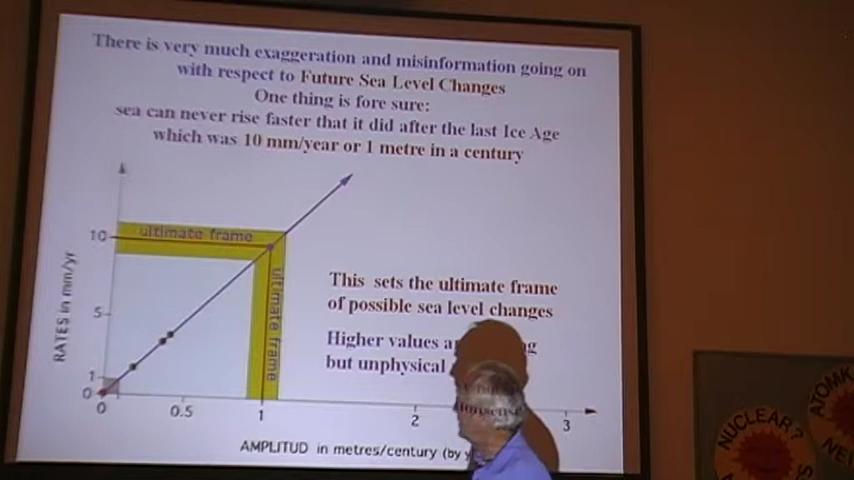 There is very much exaggeration and misinformation going on
with respect to Future Sea Level Changes
One thing is fore sure:
sea can never rise faster that it did after the last Ice Age
which was 10 mm/year or 1 metre in a century
RATES in mm/yr
10
5
1
0
ultimate frame
ultimate frame
This sets the ultimate frame
of possible sea level changes
Higher values
but unphysical
nonsense
0
0.5
1
2
3
AMPLITUD in metres/century (by
NUCLEAR?
ATOMK